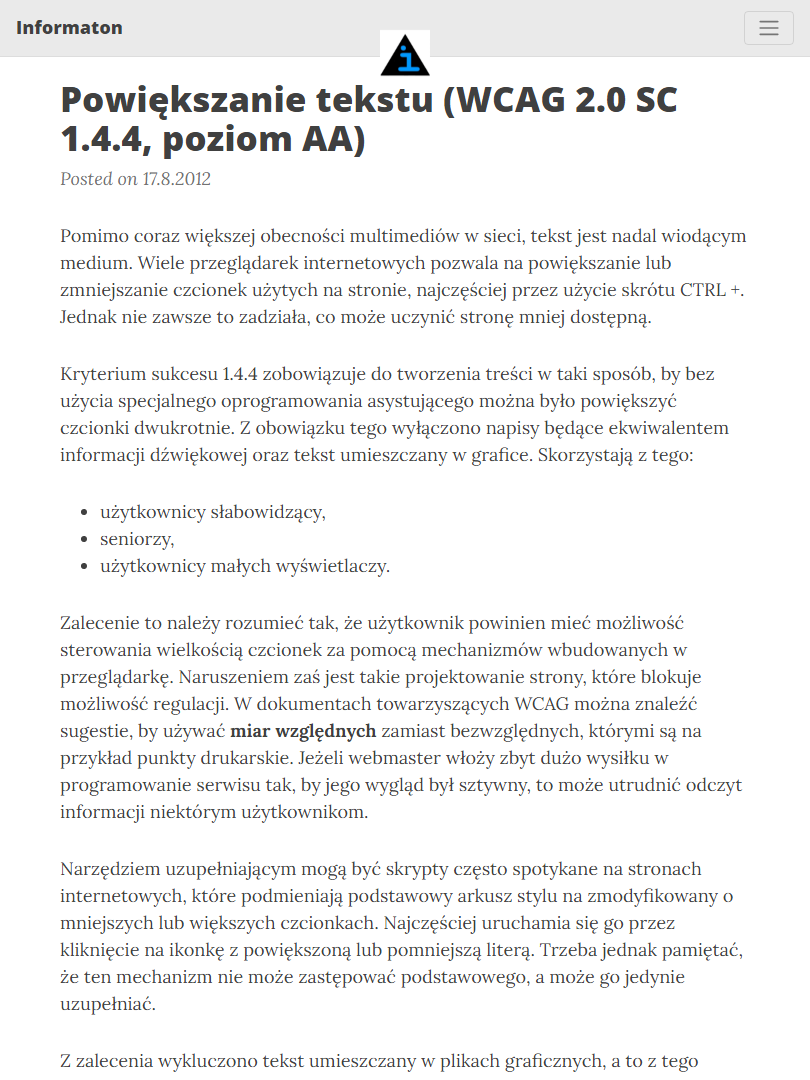 Informaton
i
Powiększanie tekstu (WCAG 2.0 SC
1.4.4, poziom AA)
Posted on 17.8.2012
Pomimo coraz większej obecności multimediów w sieci, tekst jest nadal wiodącym
medium. Wiele przeglądarek internetowych pozwala na powiększanie lub
zmniejszanie czcionek użytych na stronie, najczęściej przez użycie skrótu CTRL +.
Jednak nie zawsze to zadziała, co może uczynić stronę mniej dostępną.
Kryterium sukcesu 1.4.4 zobowiązuje do tworzenia treści w taki sposób, by bez
użycia specjalnego oprogramowania asystującego można było powiększyć
czcionki dwukrotnie. Z obowiązku tego wyłączono napisy będące ekwiwalentem
informacji dźwiękowej oraz tekst umieszczany w grafice. Skorzystają z tego:
• użytkownicy słabowidzący,
• seniorzy,
• użytkownicy małych wyświetlaczy.
Zalecenie to należy rozumieć tak, że użytkownik powinien mieć możliwość
sterowania wielkością czcionek za pomocą mechanizmów wbudowanych w
przeglądarkę. Naruszeniem zaś jest takie projektowanie strony, które blokuje
możliwość regulacji. W dokumentach towarzyszących WCAG można znaleźć
sugestie, by używać miar względnych zamiast bezwzględnych, którymi są na
przykład punkty drukarskie. Jeżeli webmaster włoży zbyt dużo wysiłku w
programowanie serwisu tak, by jego wygląd był sztywny, to może utrudnić odczyt
informacji niektórym użytkownikom.
Narzędziem uzupełniającym mogą być skrypty często spotykane na stronach
internetowych, które podmieniają podstawowy arkusz stylu na zmodyfikowany o
mniejszych lub większych czcionkach. Najczęściej uruchamia się go przez
kliknięcie na ikonkę z powiększoną lub pomniejszą literą. Trzeba jednak pamiętać,
że ten mechanizm nie może zastępować podstawowego, a może go jedynie
uzupełniać.
Z zalecenia wykluczono tekst umieszczany w plikach graficznych, a to z tego